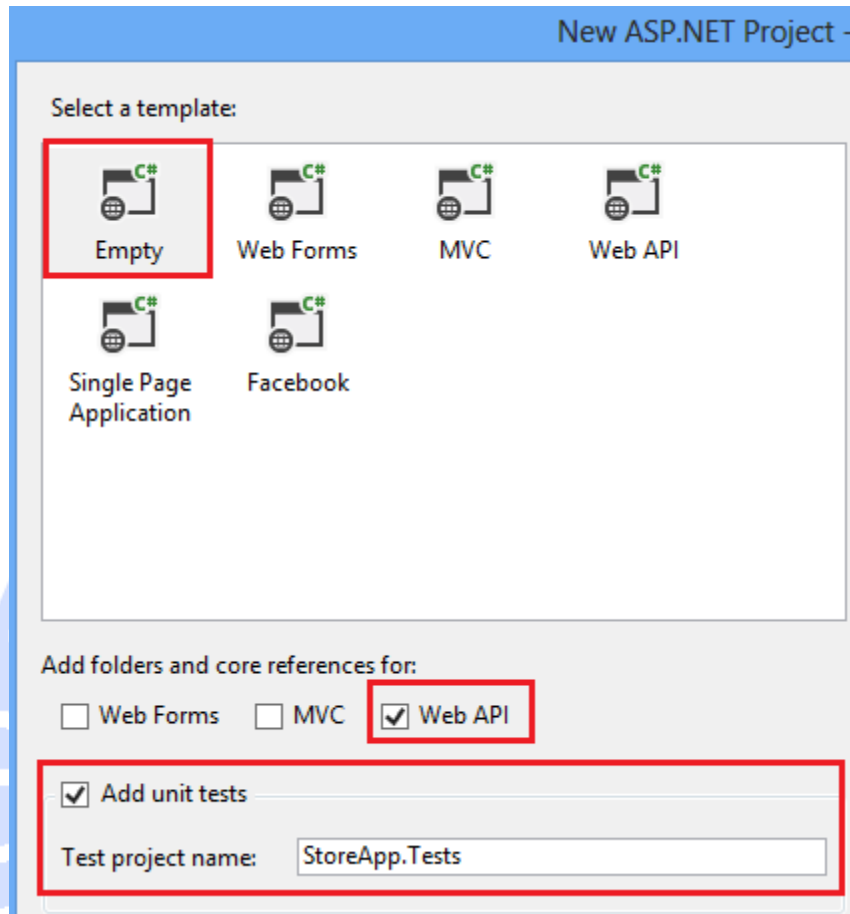 New ASP.NET Project -
Select a template:
C# C# C# C#
Empty Web Forms MVC Web API
C# C#
Single Page Facebook
Application
Add folders and core references for:
Web Forms MVC Web API
Add unit tests
Test project name: StoreApp.Tests